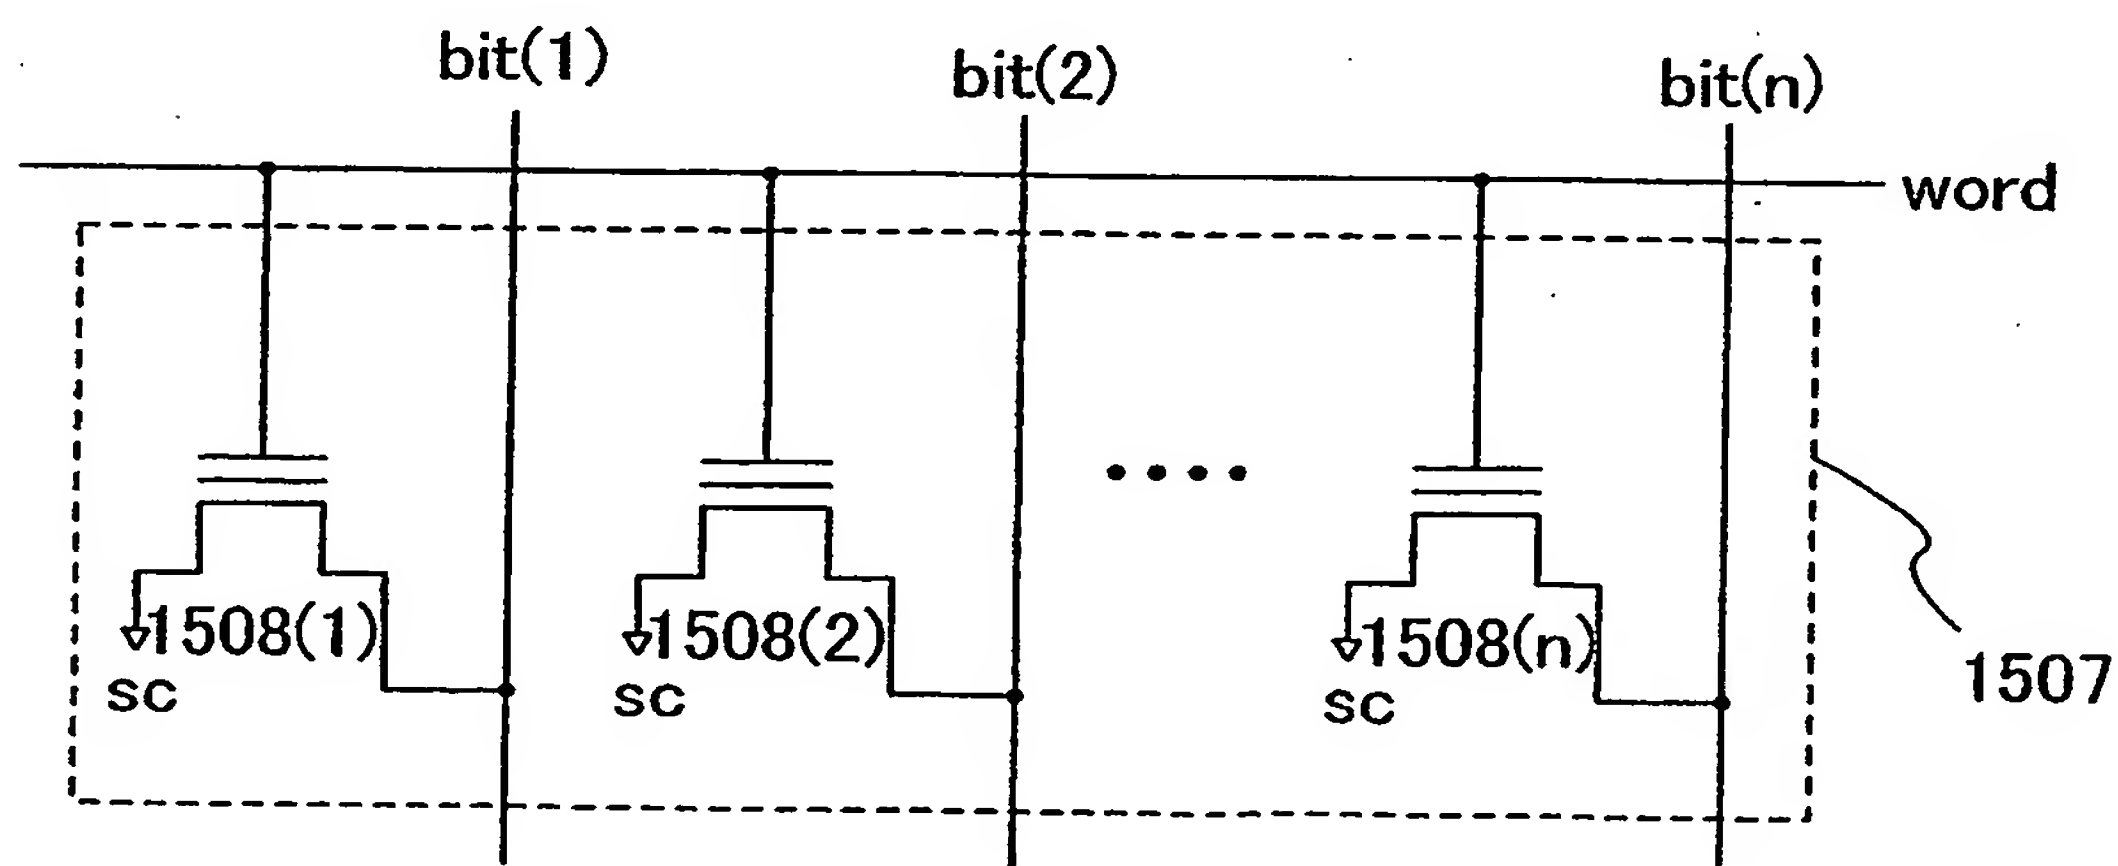 bit(1) bit(2) bit(n)
word
1508(1) 1508(2) 1508(n)
sc sc sc
1507